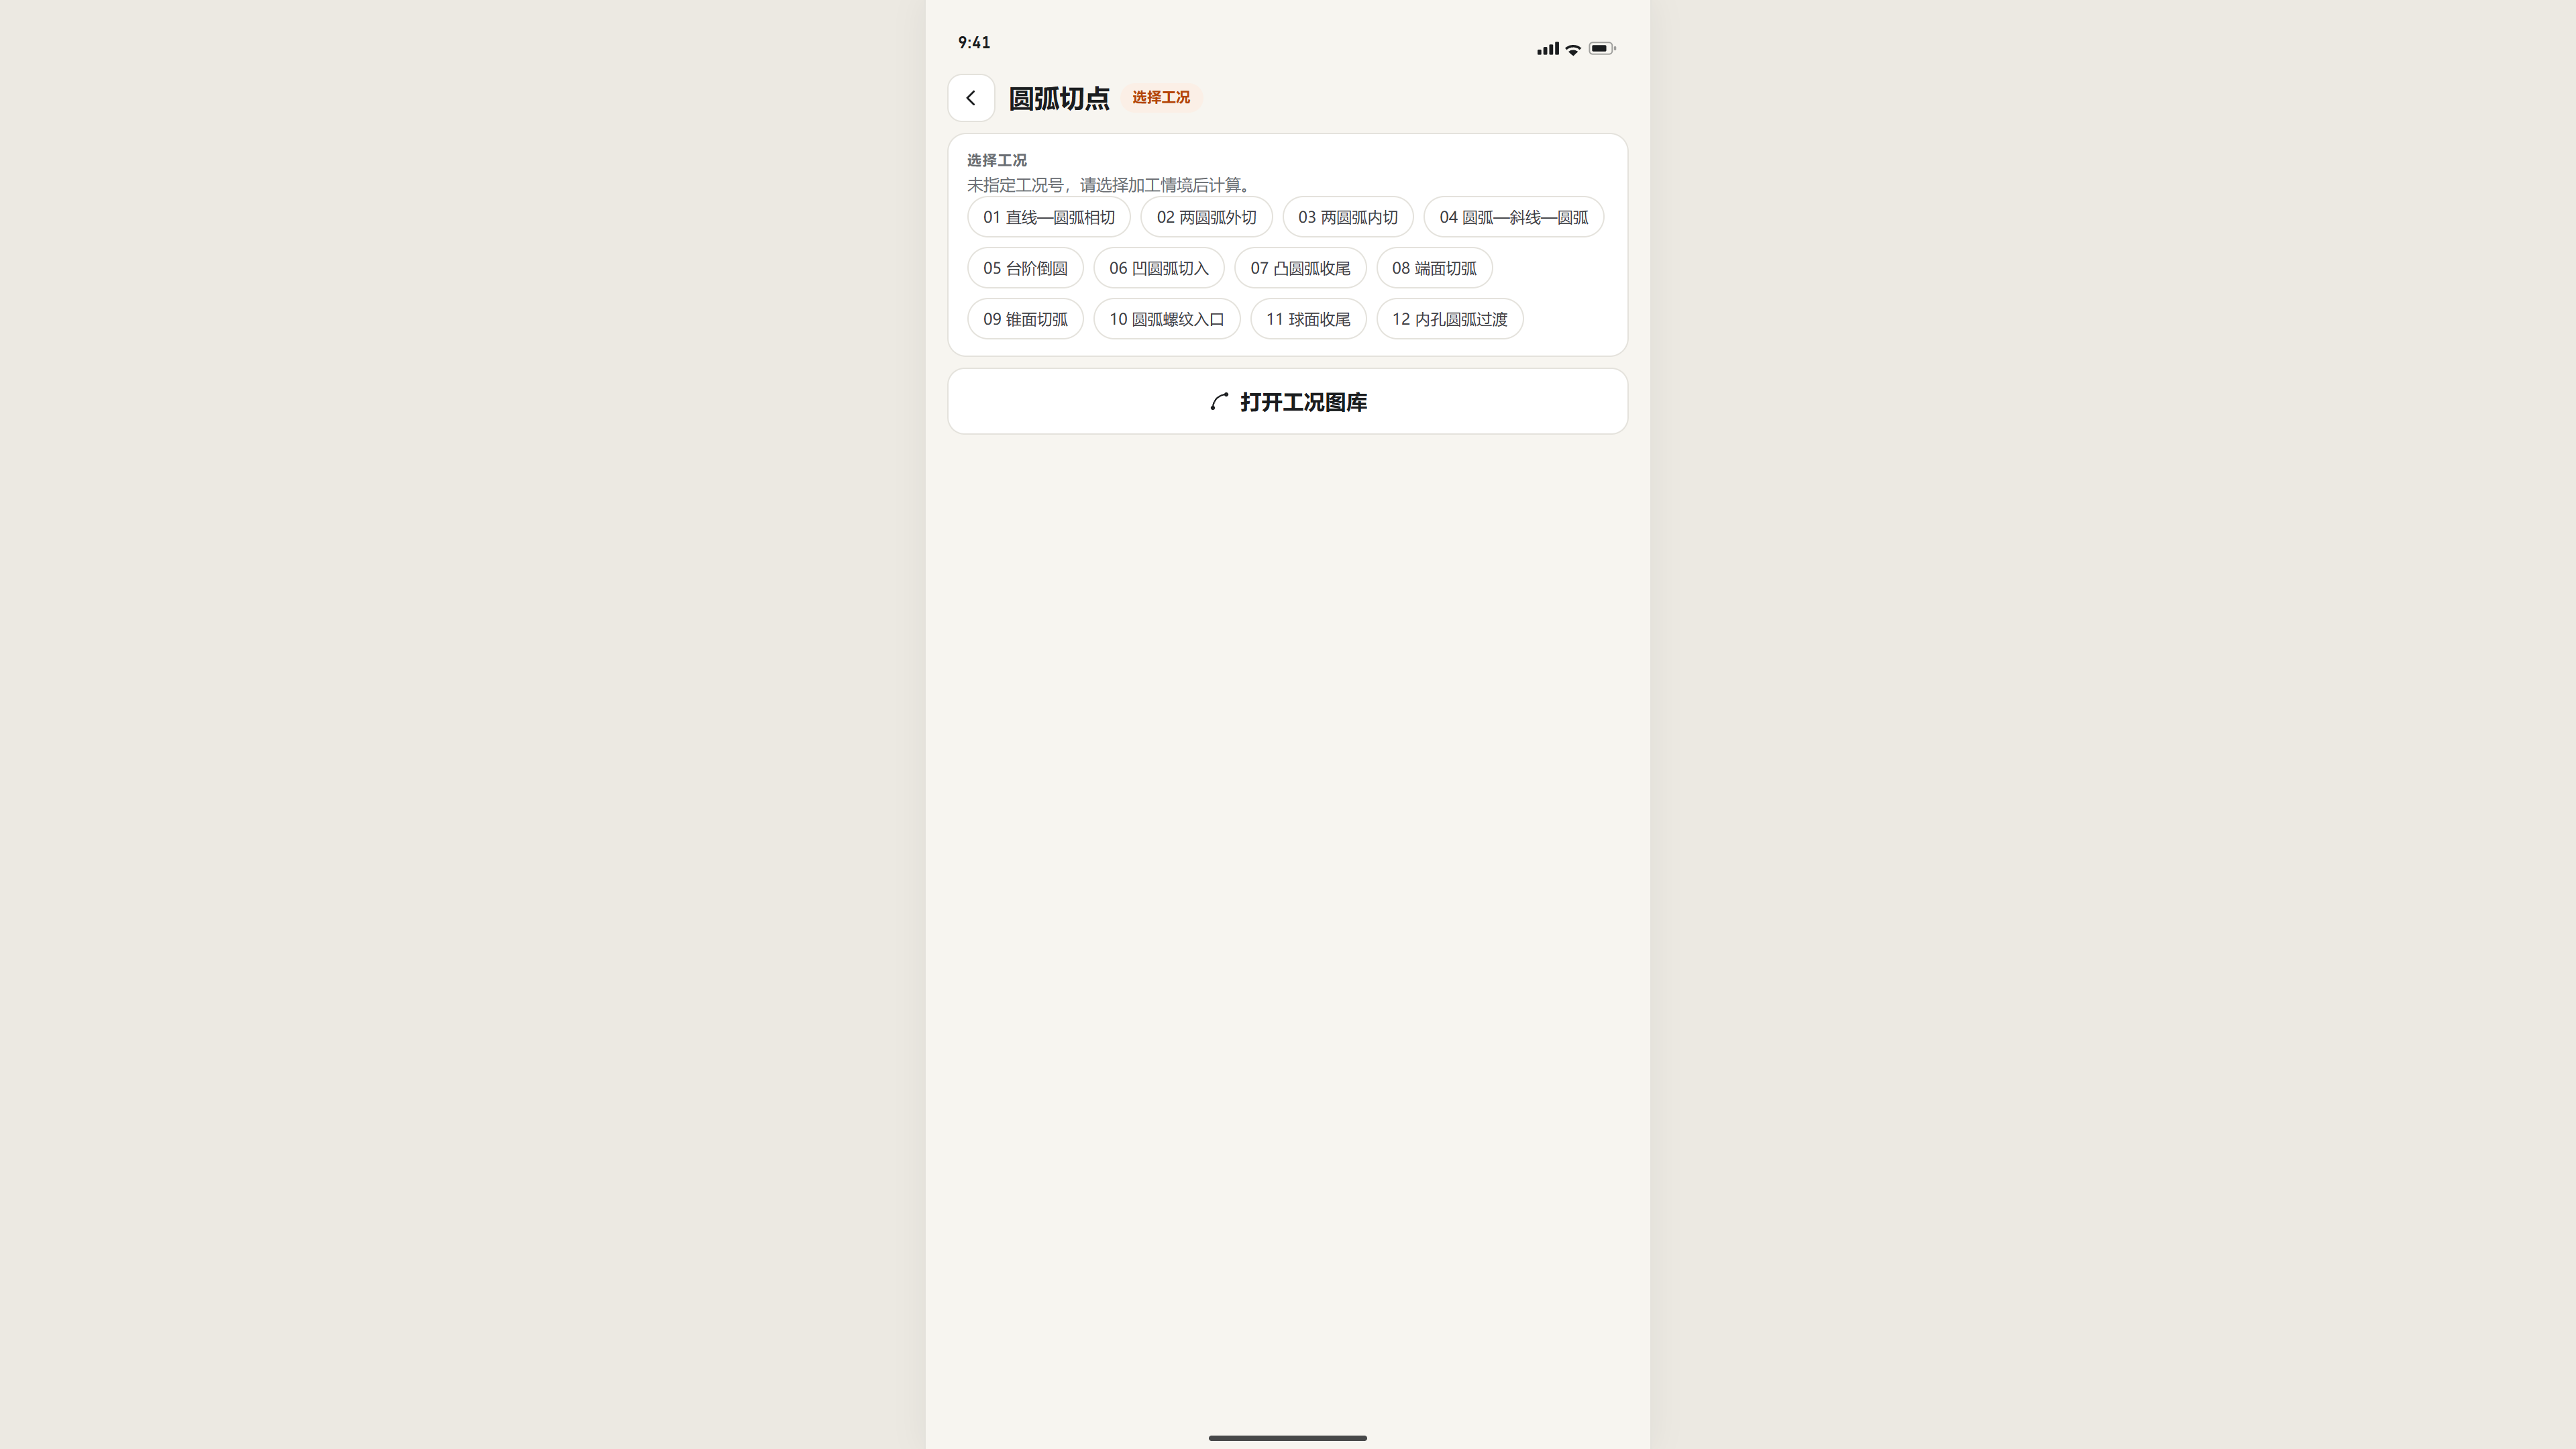 9:41
圆弧切点 选择工况
选择工况
未指定工况号，请选择加工情境后计算。
01 直线—圆弧相切 02 两圆弧外切 03 两圆弧内切 04 圆弧—斜线—圆弧
05 台阶倒圆 06 凹圆弧切入 07 凸圆弧收尾 08 端面切弧
09 锥面切弧 10 圆弧螺纹入口 11 球面收尾 12 内孔圆弧过渡
打开工况图库